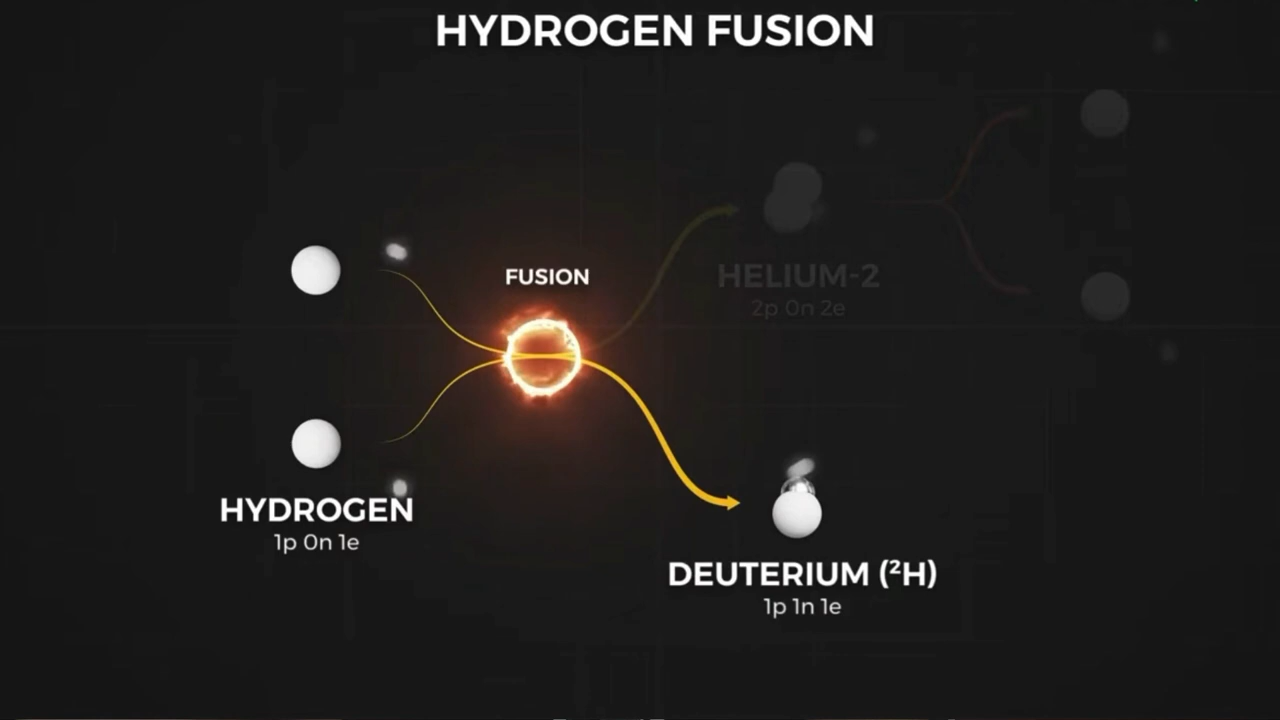 HYDROGEN FUSION
FUSION
HELIUM-2
2p 0n 2e
HYDROGEN
1p 0n 1e
DEUTERIUM (²H)
1p 1n 1e